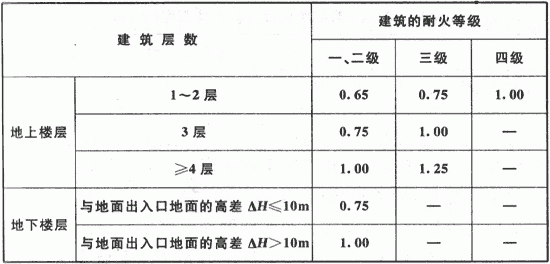 建筑层数 建筑的耐火等级
一、二级 三级 四级
地上楼层 1～2层 0.65 0.75 1.00
3层 0.75 1.00 —
≥4层 1.00 1.25 —
地下楼层 与地面出入口地面的高差 ΔH≤10m 0.75 — —
与地面出入口地面的高差 ΔH＞10m 1.00 — —